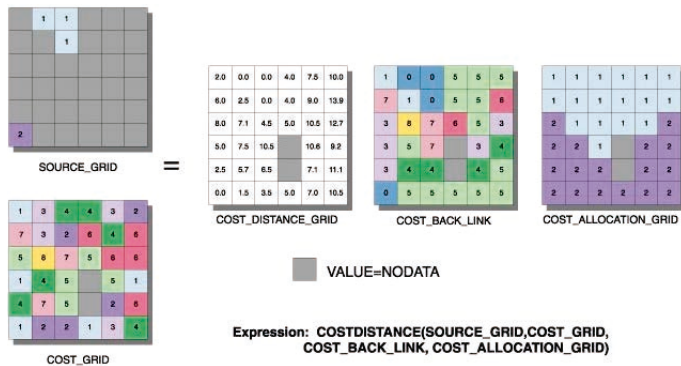 1 1
1
2
SOURCE_GRID
=
2.0 0.0 0.0 4.0 7.5 10.0
6.0 2.5 0.0 4.0 9.0 13.9
8.0 7.1 4.5 5.0 10.5 12.7
5.0 7.5 10.5 10.6 9.2
2.5 5.7 6.5 7.1 11.1
0.0 1.5 3.5 5.0 7.0 10.5
COST_DISTANCE_GRID
1 0 0 5 5 5
7 1 0 5 5 6
3 8 7 6 5 3
3 5 7 3 4
3 4 4 4 5
0 5 5 5 5 5
COST_BACK_LINK
1 1 1 1 1 1
1 1 1 1 1 1
2 1 1 1 1 2
2 2 1 2 2
2 2 2 2 2
2 2 2 2 2 2
COST_ALLOCATION_GRID
1 3 4 4 3 2
7 3 2 6 4 6
5 8 7 5 6 6
1 4 5 5 1
4 7 5 2 6
1 2 2 1 3 4
COST_GRID
VALUE=NODATA
Expression: COSTDISTANCE(SOURCE_GRID,COST_GRID,
COST_BACK_LINK, COST_ALLOCATION_GRID)